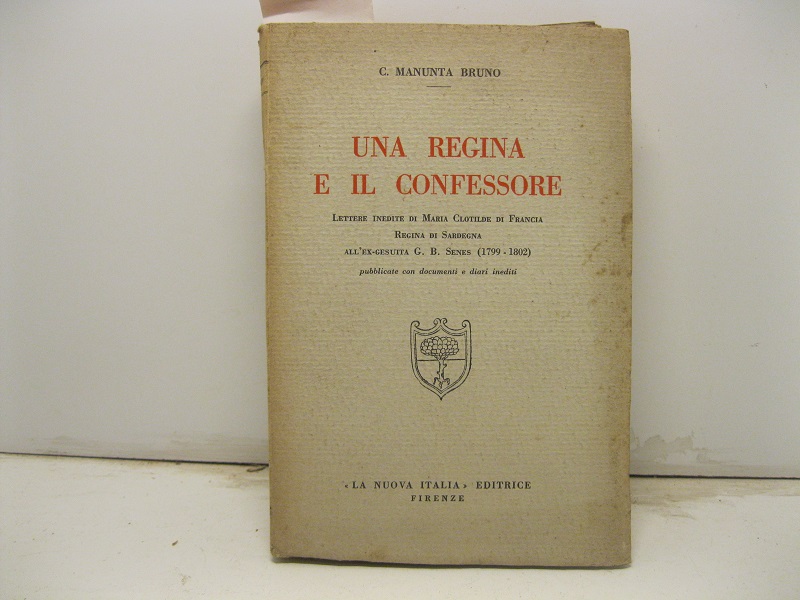 C. MANUNTA BRUNO
UNA REGINA
E IL CONFESSORE
LETTERE INEDITE DI MARIA CLOTILDE DI FRANCIA
REGINA DI SARDEGNA
ALL'EX-GESUITA G. B. SENES (1799-1802)
pubblicate con documenti e diari inediti
«LA NUOVA ITALIA» EDITRICE
FIRENZE